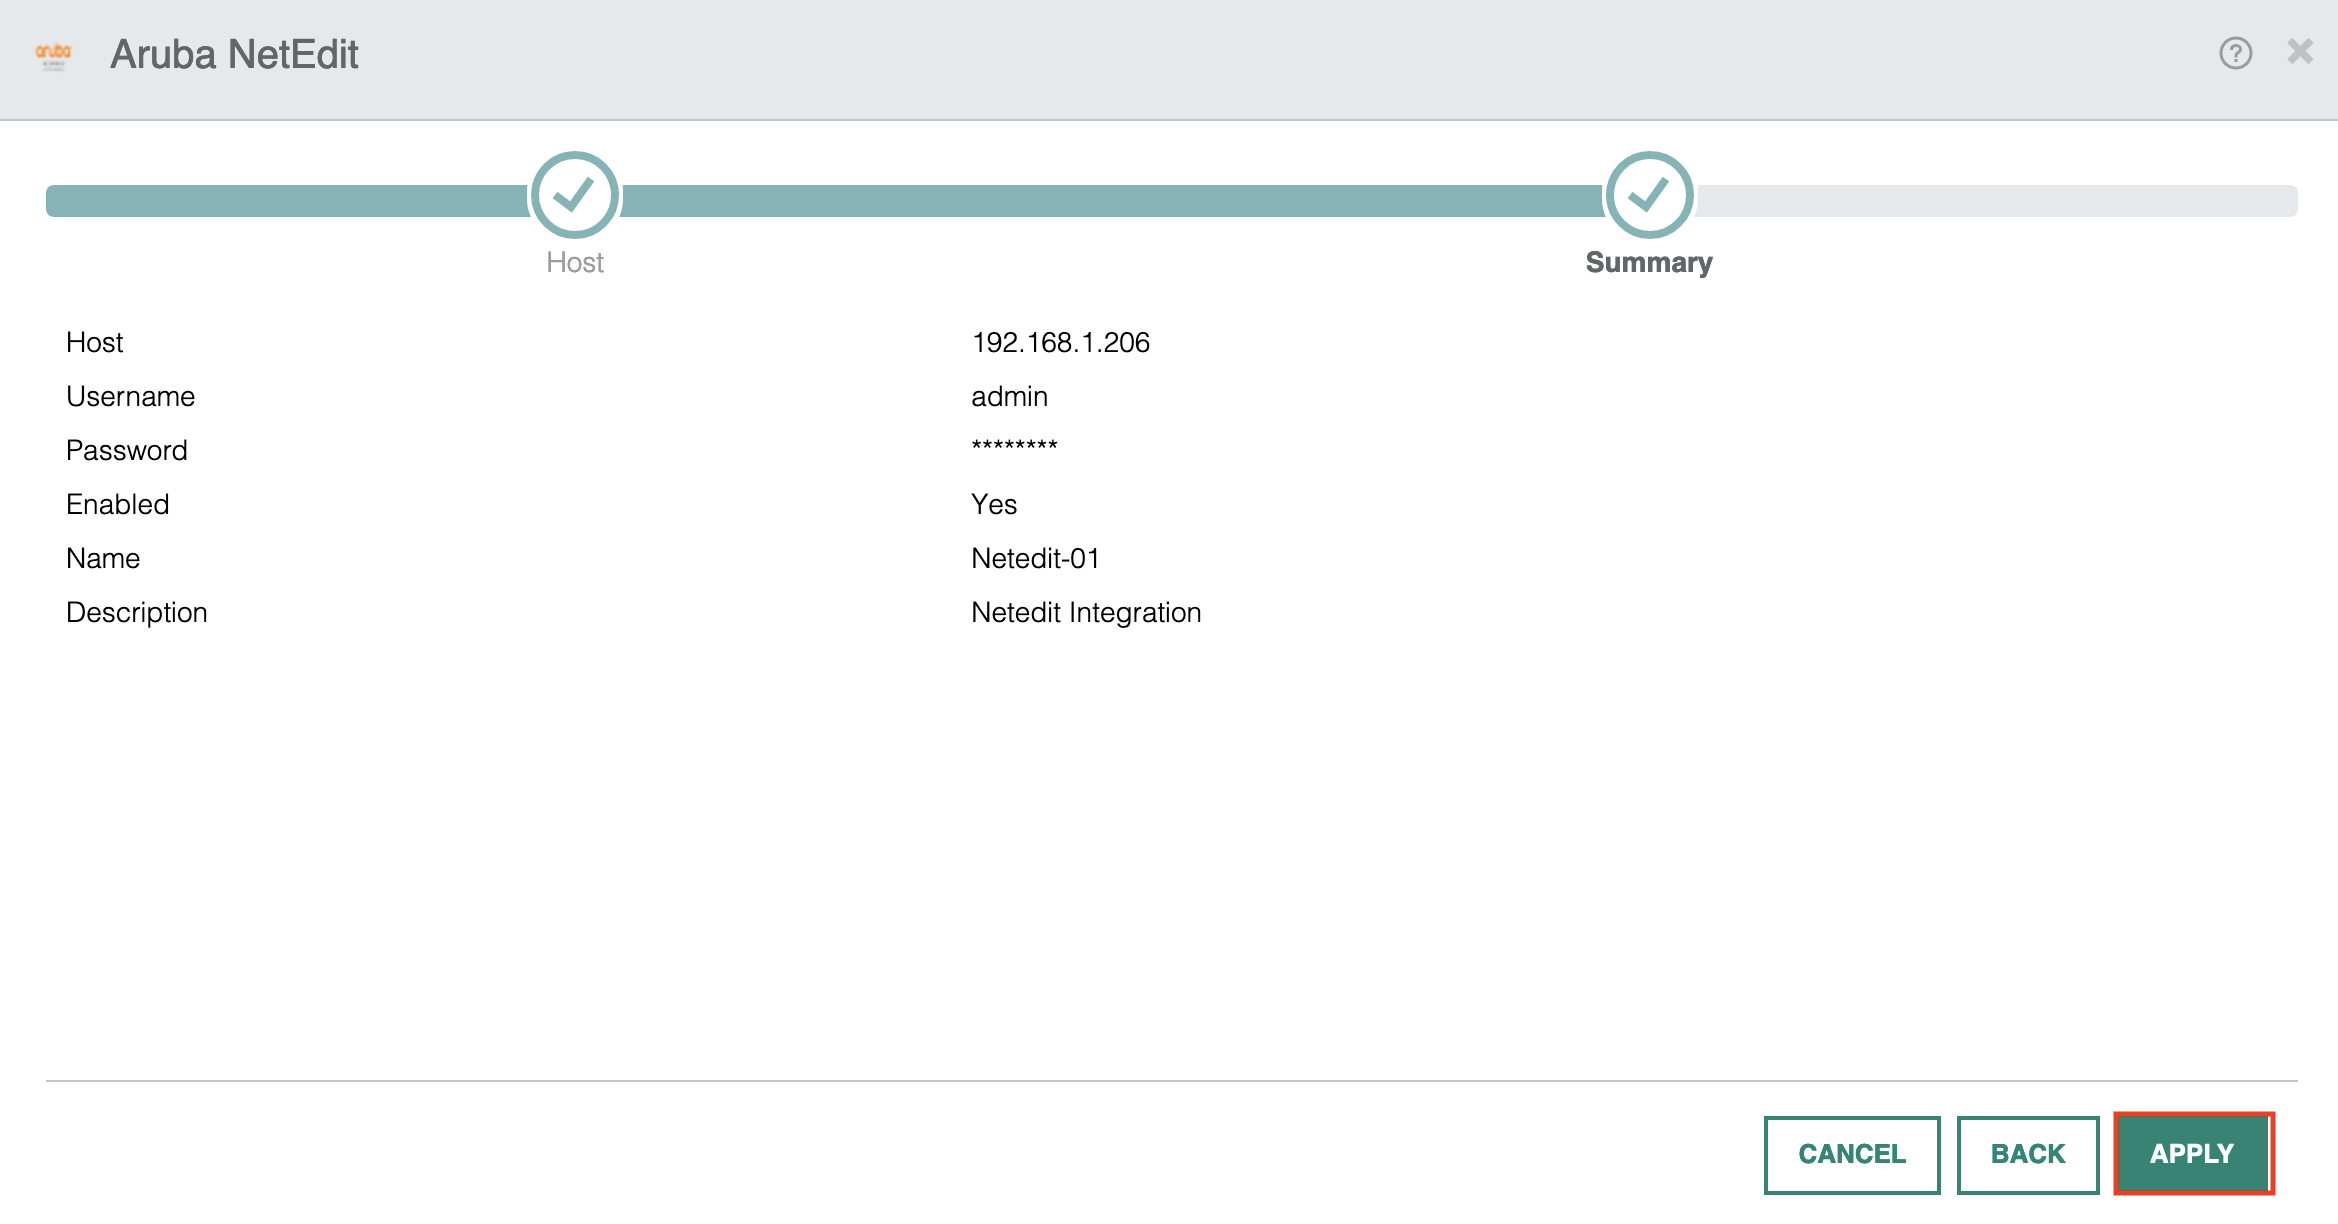 aruba
Aruba NetEdit
?
Host
Summary
Host 192.168.1.206
Username admin
Password ********
Enabled Yes
Name Netedit-01
Description Netedit Integration
CANCEL BACK APPLY